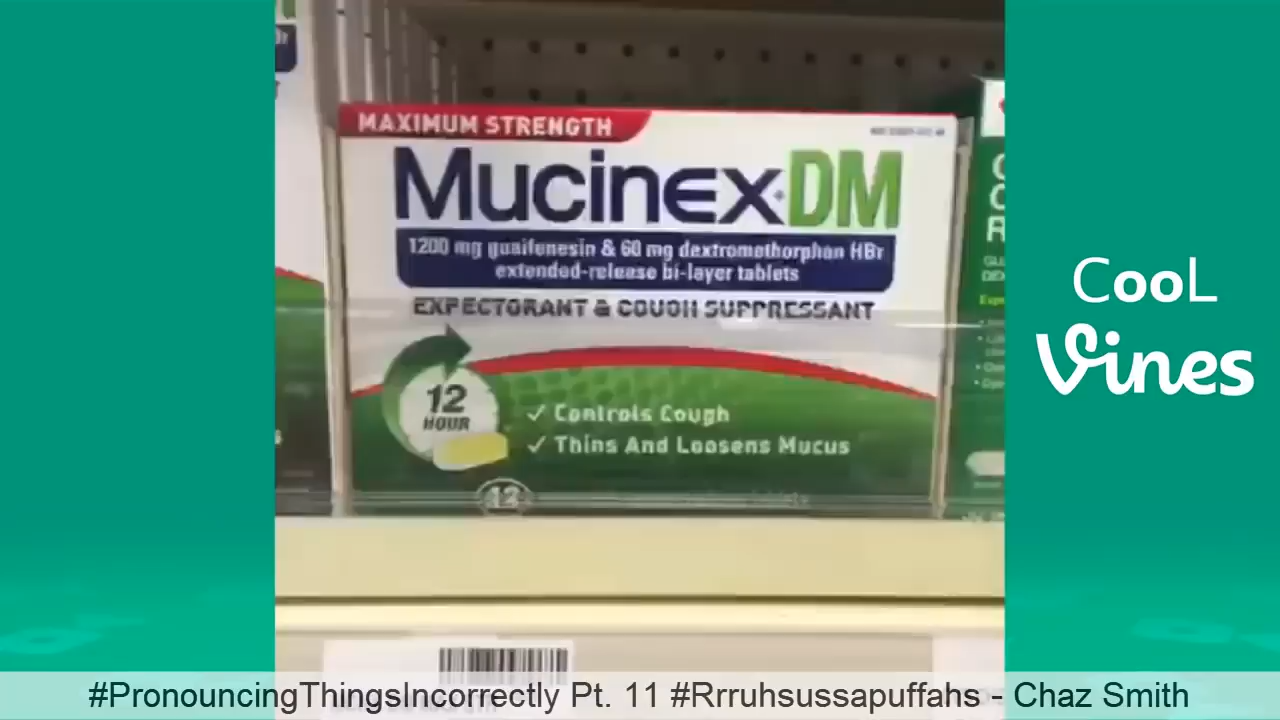 MAXIMUM STRENGTH
MUCINEX DM
1200 mg guaifenesin & 60 mg dextromethorphan HBr
extended-release bi-layer tablets
EXPECTORANT & COUGH SUPPRESSANT
12
HOUR
✓ Controls Cough
✓ Thins And Loosens Mucus
12
CooL
Vines
#PronouncingThingsIncorrectly Pt. 11 #Rrruhsussapuffahs - Chaz Smith